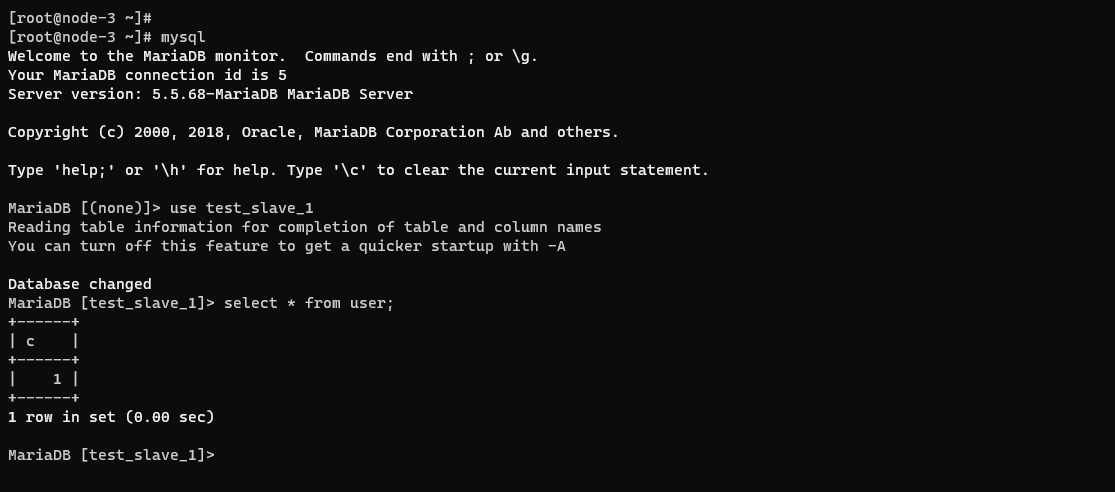 [root@node-3 ~]#
[root@node-3 ~]# mysql
Welcome to the MariaDB monitor.  Commands end with ; or \g.
Your MariaDB connection id is 5
Server version: 5.5.68-MariaDB MariaDB Server

Copyright (c) 2000, 2018, Oracle, MariaDB Corporation Ab and others.

Type 'help;' or '\h' for help. Type '\c' to clear the current input statement.

MariaDB [(none)]> use test_slave_1
Reading table information for completion of table and column names
You can turn off this feature to get a quicker startup with -A

Database changed
MariaDB [test_slave_1]> select * from user;
+------+
| c    |
+------+
|    1 |
+------+
1 row in set (0.00 sec)

MariaDB [test_slave_1]>